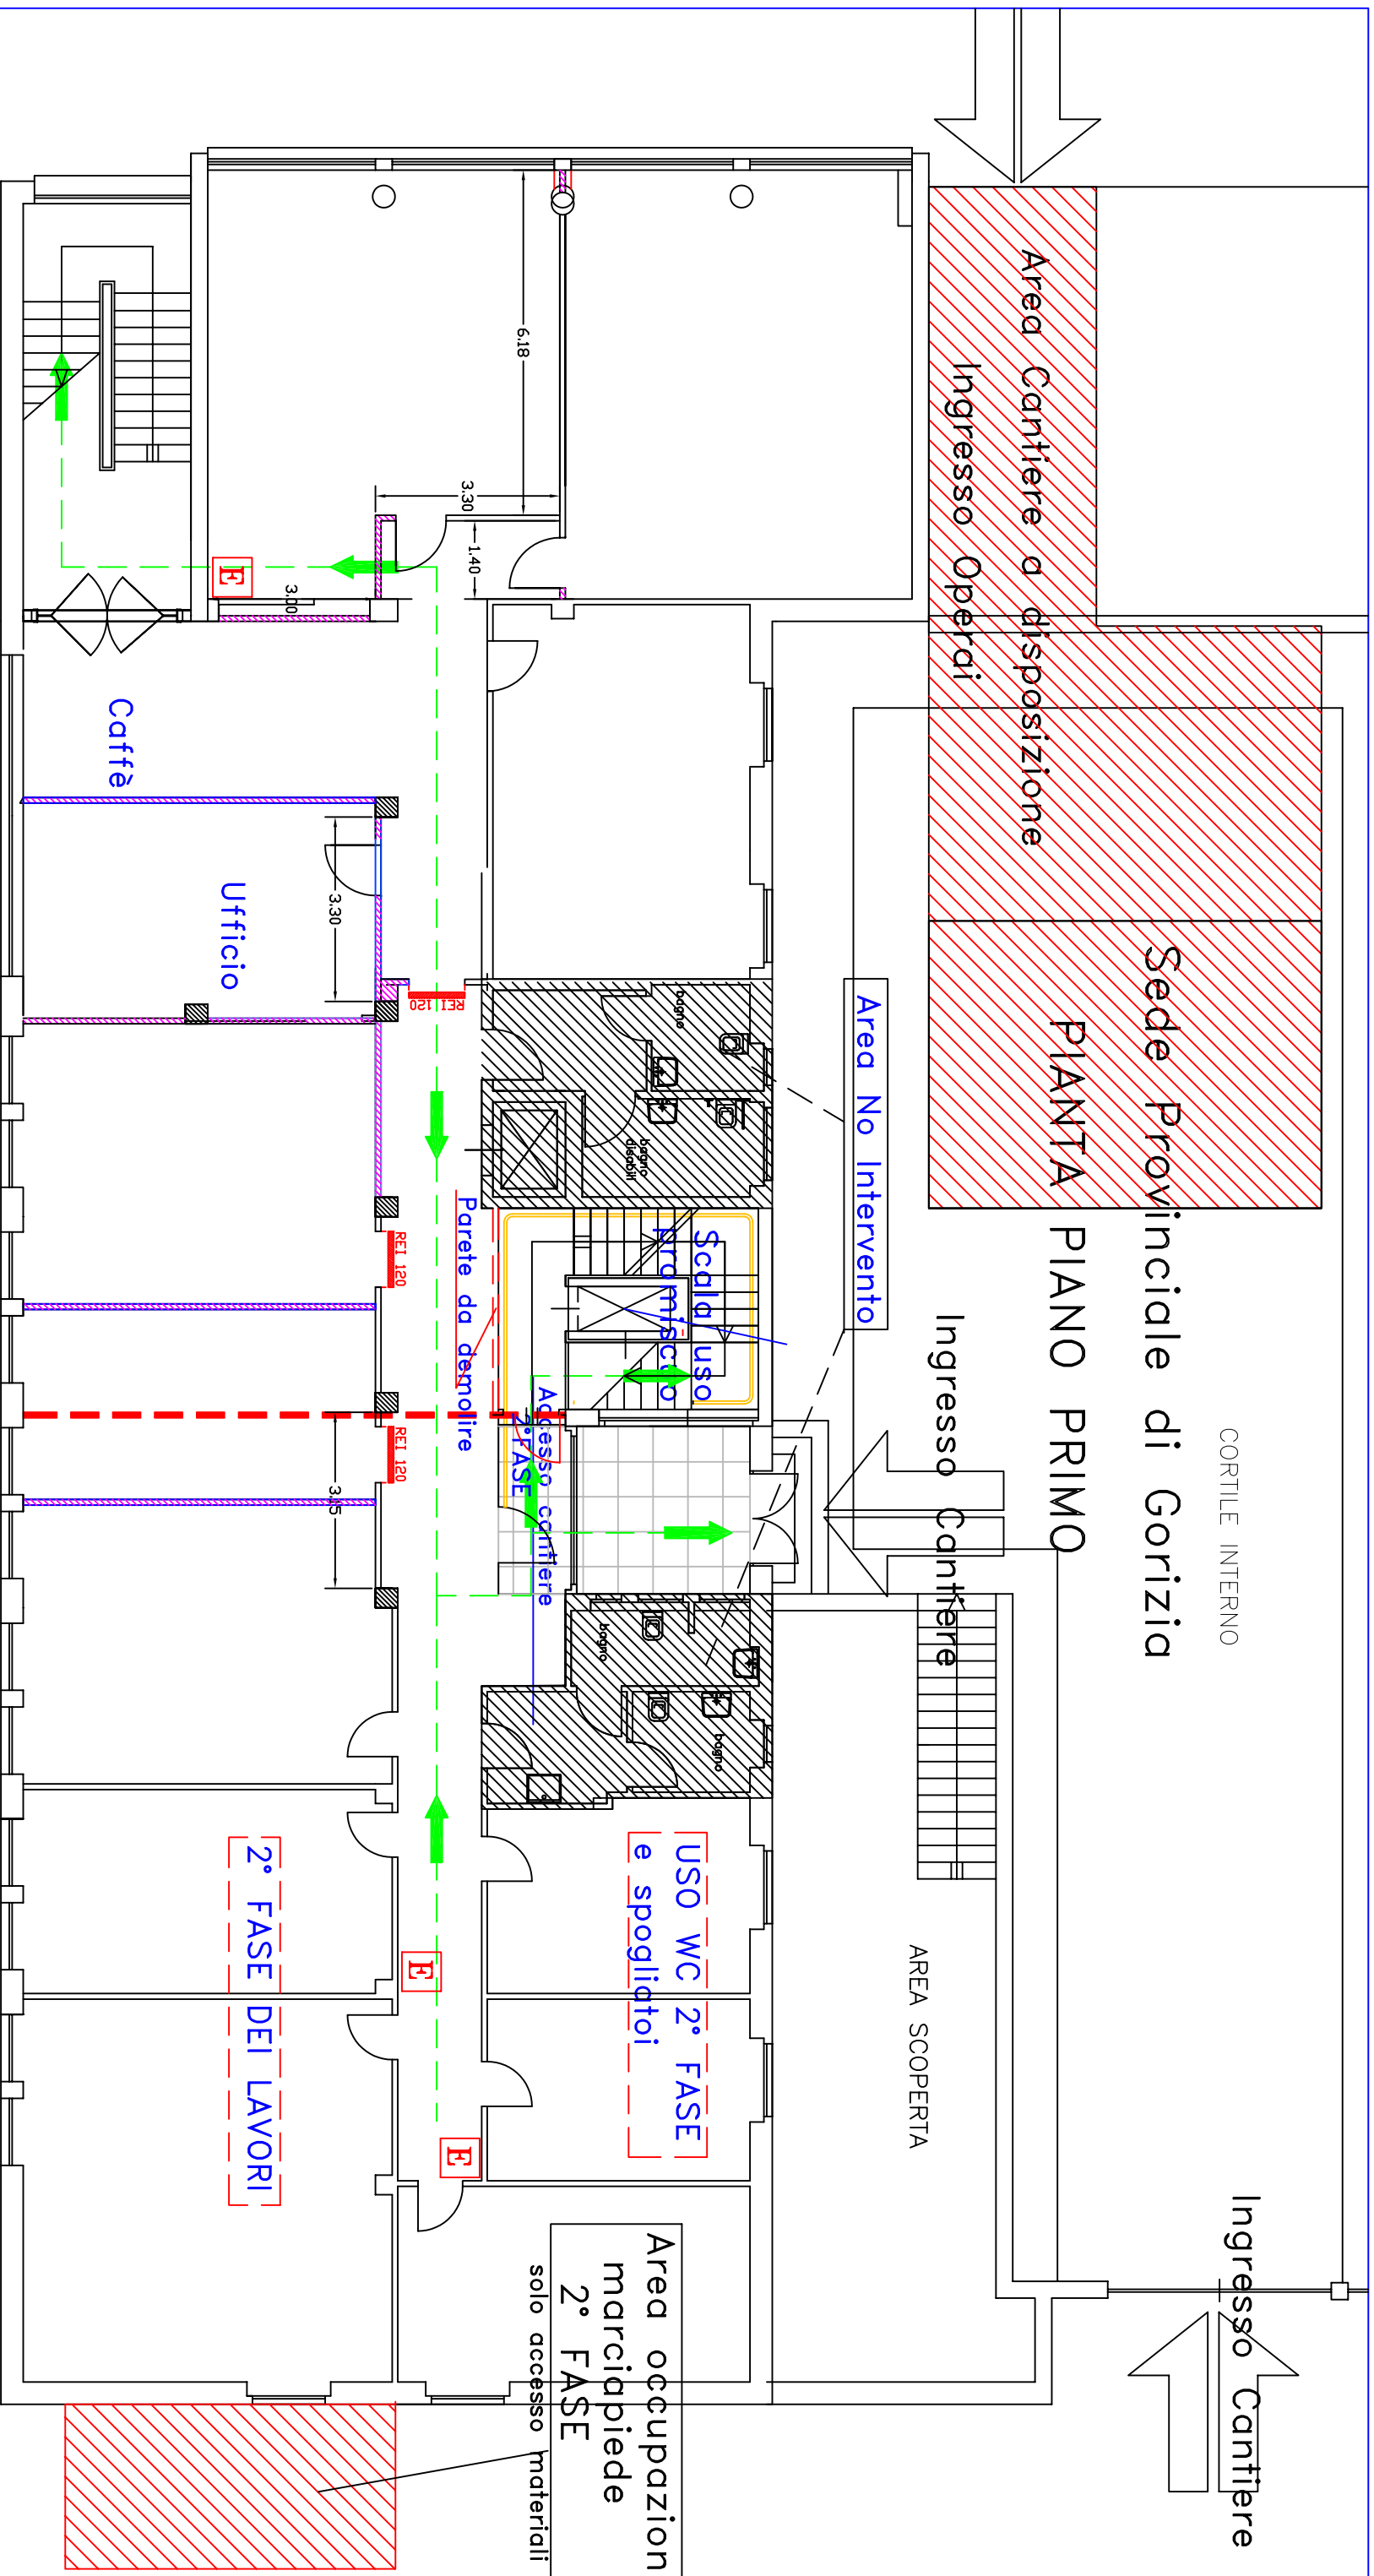 CORTILE INTERNO
Sede Provinciale di Gorizia
PIANTA PIANO PRIMO
Area Cantiere a disposizione
Ingresso Operai
Ingresso Cantiere
Ingresso Cantiere
AREA SCOPERTA
Area No Intervento
bagno
bagno
disabili
Scala uso
promiscuo
Parete da demolire
Accesso cantiere
2°FASE
bagno
bagno
USO WC 2° FASE
e spogliatoi
Area occupazion
marciapiede
2° FASE
solo accesso materiali
6.18
3.30
1.40
3.00
E
REI 120
E
E
REI 120
REI 120
3.30
3.15
Ufficio
Caffè
2° FASE DEI LAVORI